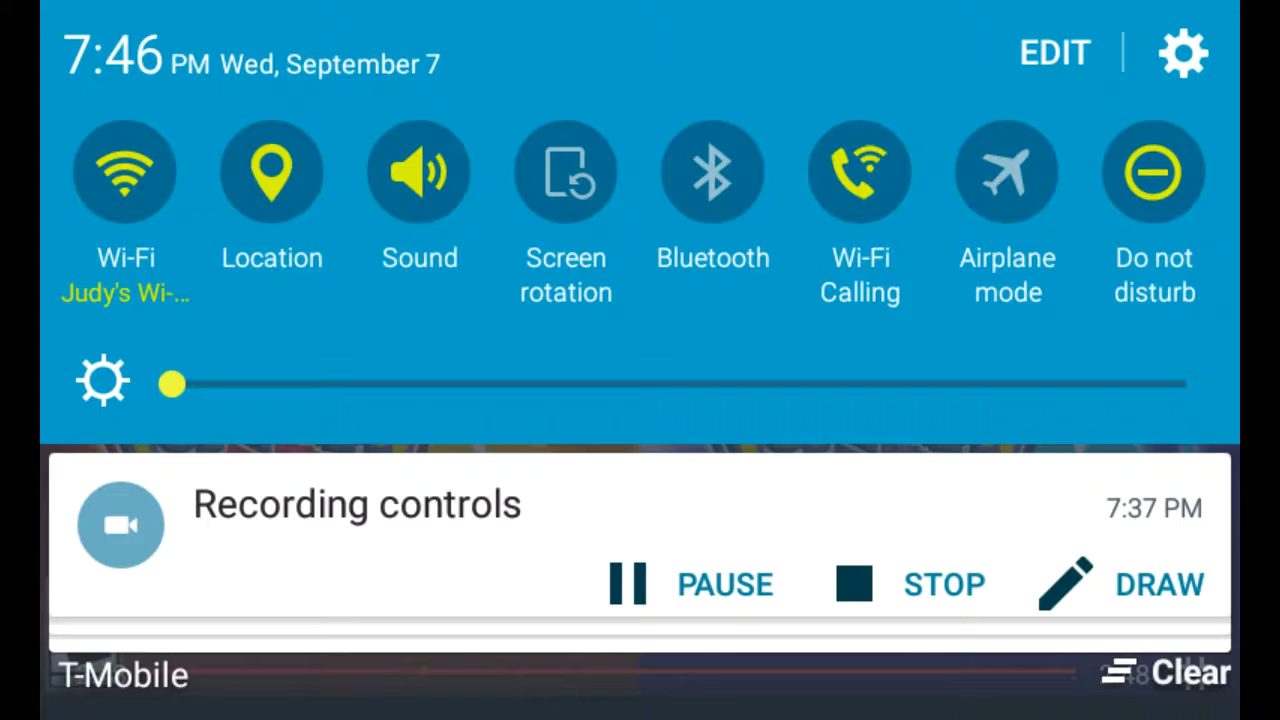 7:46 PM Wed, September 7 EDIT
Wi-Fi Location Sound Screen rotation Bluetooth Wi-Fi Calling Airplane mode Do not disturb
Judy's Wi-...
Recording controls 7:37 PM
PAUSE STOP DRAW
T-Mobile Clear